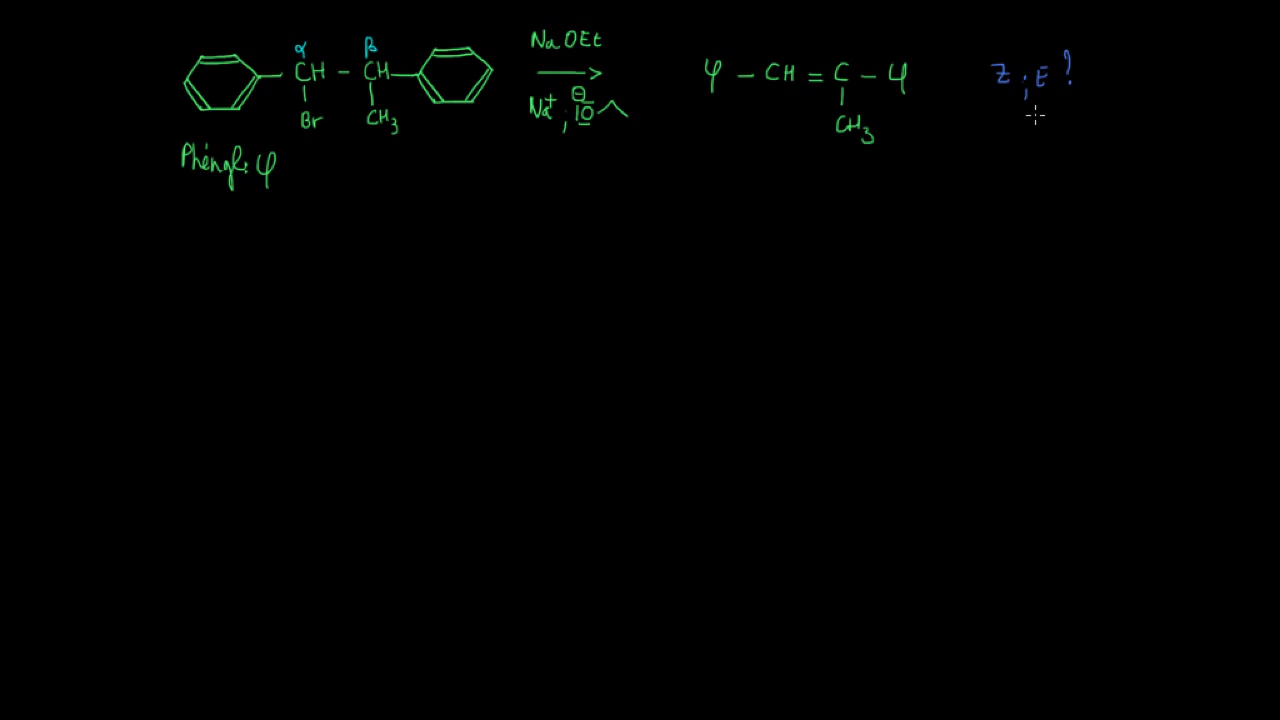 α β
CH – CH
Br CH₃
NaOEt
⟶
Na⁺ ; |O⊖
φ – CH = C – φ
CH₃
Z ; E ?
Phényl : φ